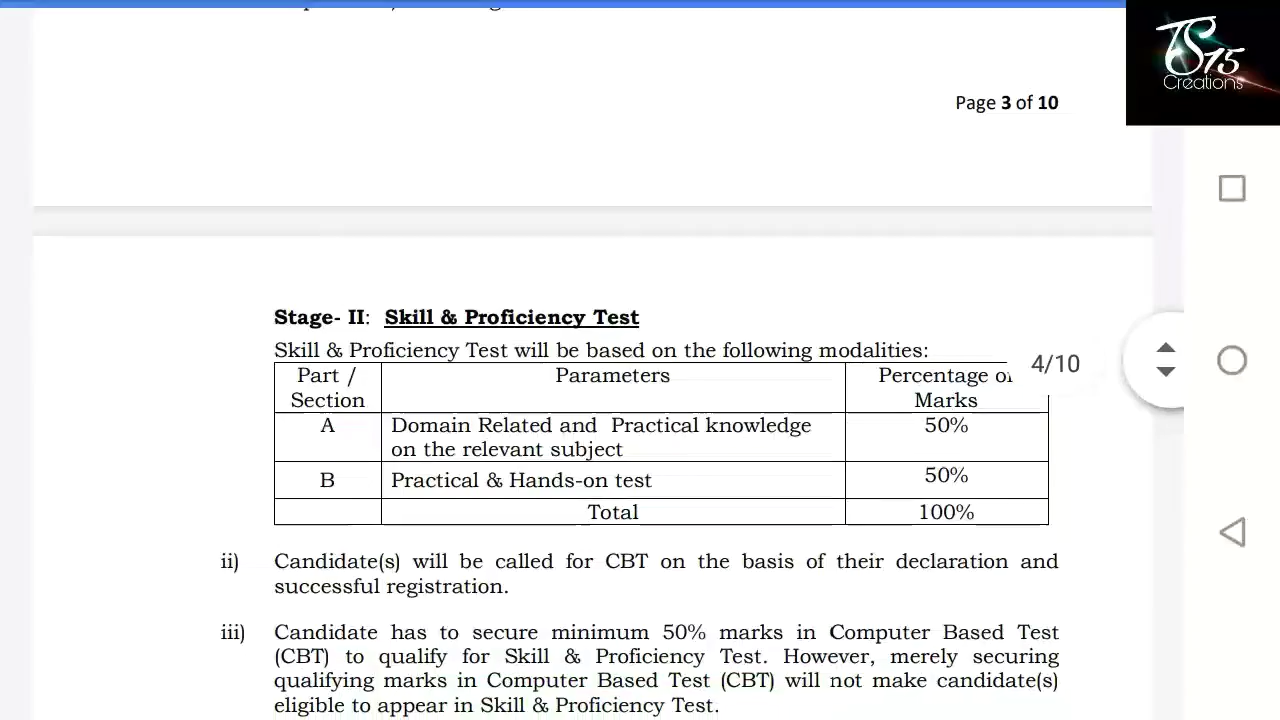 TS15
Creations
Page 3 of 10
Stage- II: Skill & Proficiency Test
Skill & Proficiency Test will be based on the following modalities:
4/10
Part / Section Parameters Percentage of Marks
A Domain Related and Practical knowledge on the relevant subject 50%
B Practical & Hands-on test 50%
Total 100%
ii) Candidate(s) will be called for CBT on the basis of their declaration and
successful registration.
iii) Candidate has to secure minimum 50% marks in Computer Based Test
(CBT) to qualify for Skill & Proficiency Test. However, merely securing
qualifying marks in Computer Based Test (CBT) will not make candidate(s)
eligible to appear in Skill & Proficiency Test.